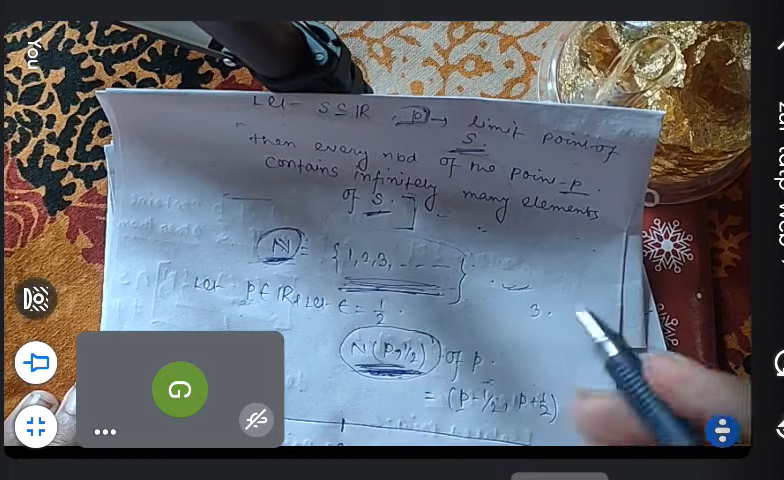 Let S ⊆ ℝ. p → limit point of
S.
then every nbd of the point p.
contains infinitely many elements
of S.
N = {1,2,3, ----- }
Let p ∈ ℝ & let ε = 1/2.
3.
N(p, 1/2) of p.
= (p-1/2, p+1/2)
You
G